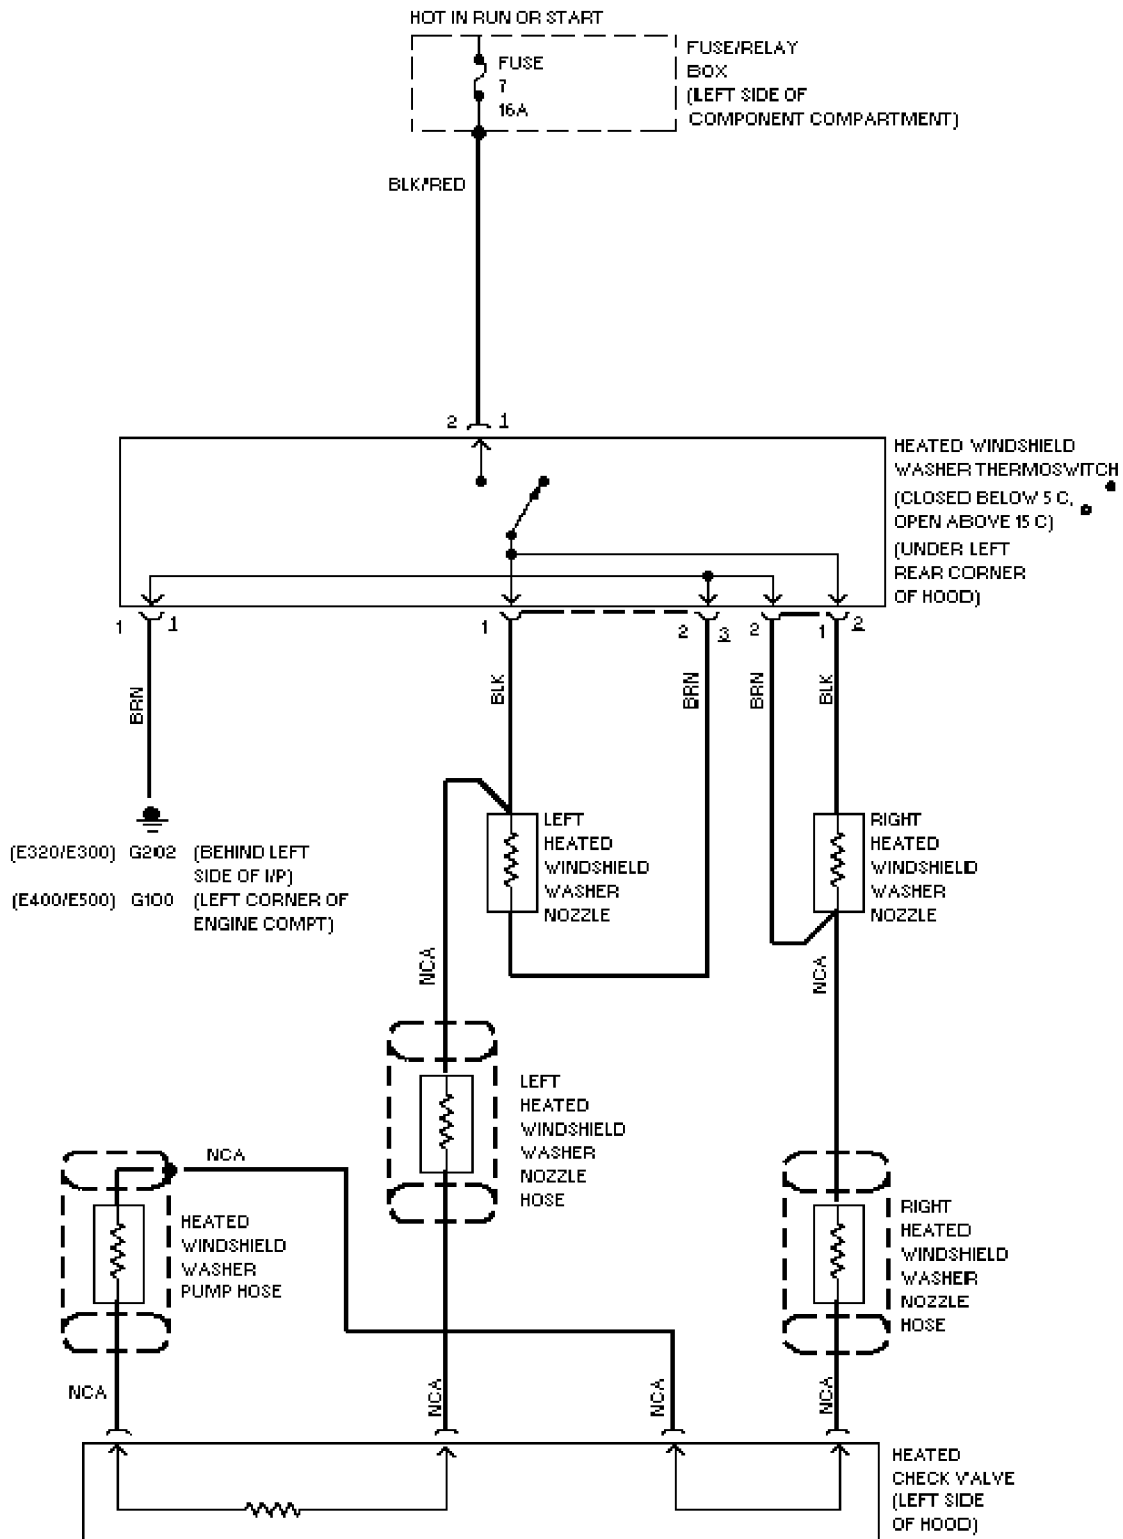 HOT IN RUN OR START
FUSE
7
16A
FUSE/RELAY
BOX
(LEFT SIDE OF
COMPONENT COMPARTMENT)
BLK/RED
2 1
HEATED WINDSHIELD
WASHER THERMOSWITCH
(CLOSED BELOW 5 C,
OPEN ABOVE 15 C)
(UNDER LEFT
REAR CORNER
OF HOOD)
1 1
1
2 3
2
1 2
BRN
BLK
BRN
BRN
BLK
(E320/E300) G202 (BEHIND LEFT
SIDE OF I/P)
(E400/E500) G100 (LEFT CORNER OF
ENGINE COMPT)
LEFT
HEATED
WINDSHIELD
WASHER
NOZZLE
RIGHT
HEATED
WINDSHIELD
WASHER
NOZZLE
NCA
NCA
LEFT
HEATED
WINDSHIELD
WASHER
NOZZLE
HOSE
NCA
HEATED
WINDSHIELD
WASHER
PUMP HOSE
RIGHT
HEATED
WINDSHIELD
WASHER
NOZZLE
HOSE
NCA
NCA
NCA
NCA
HEATED
CHECK VALVE
(LEFT SIDE
OF HOOD)